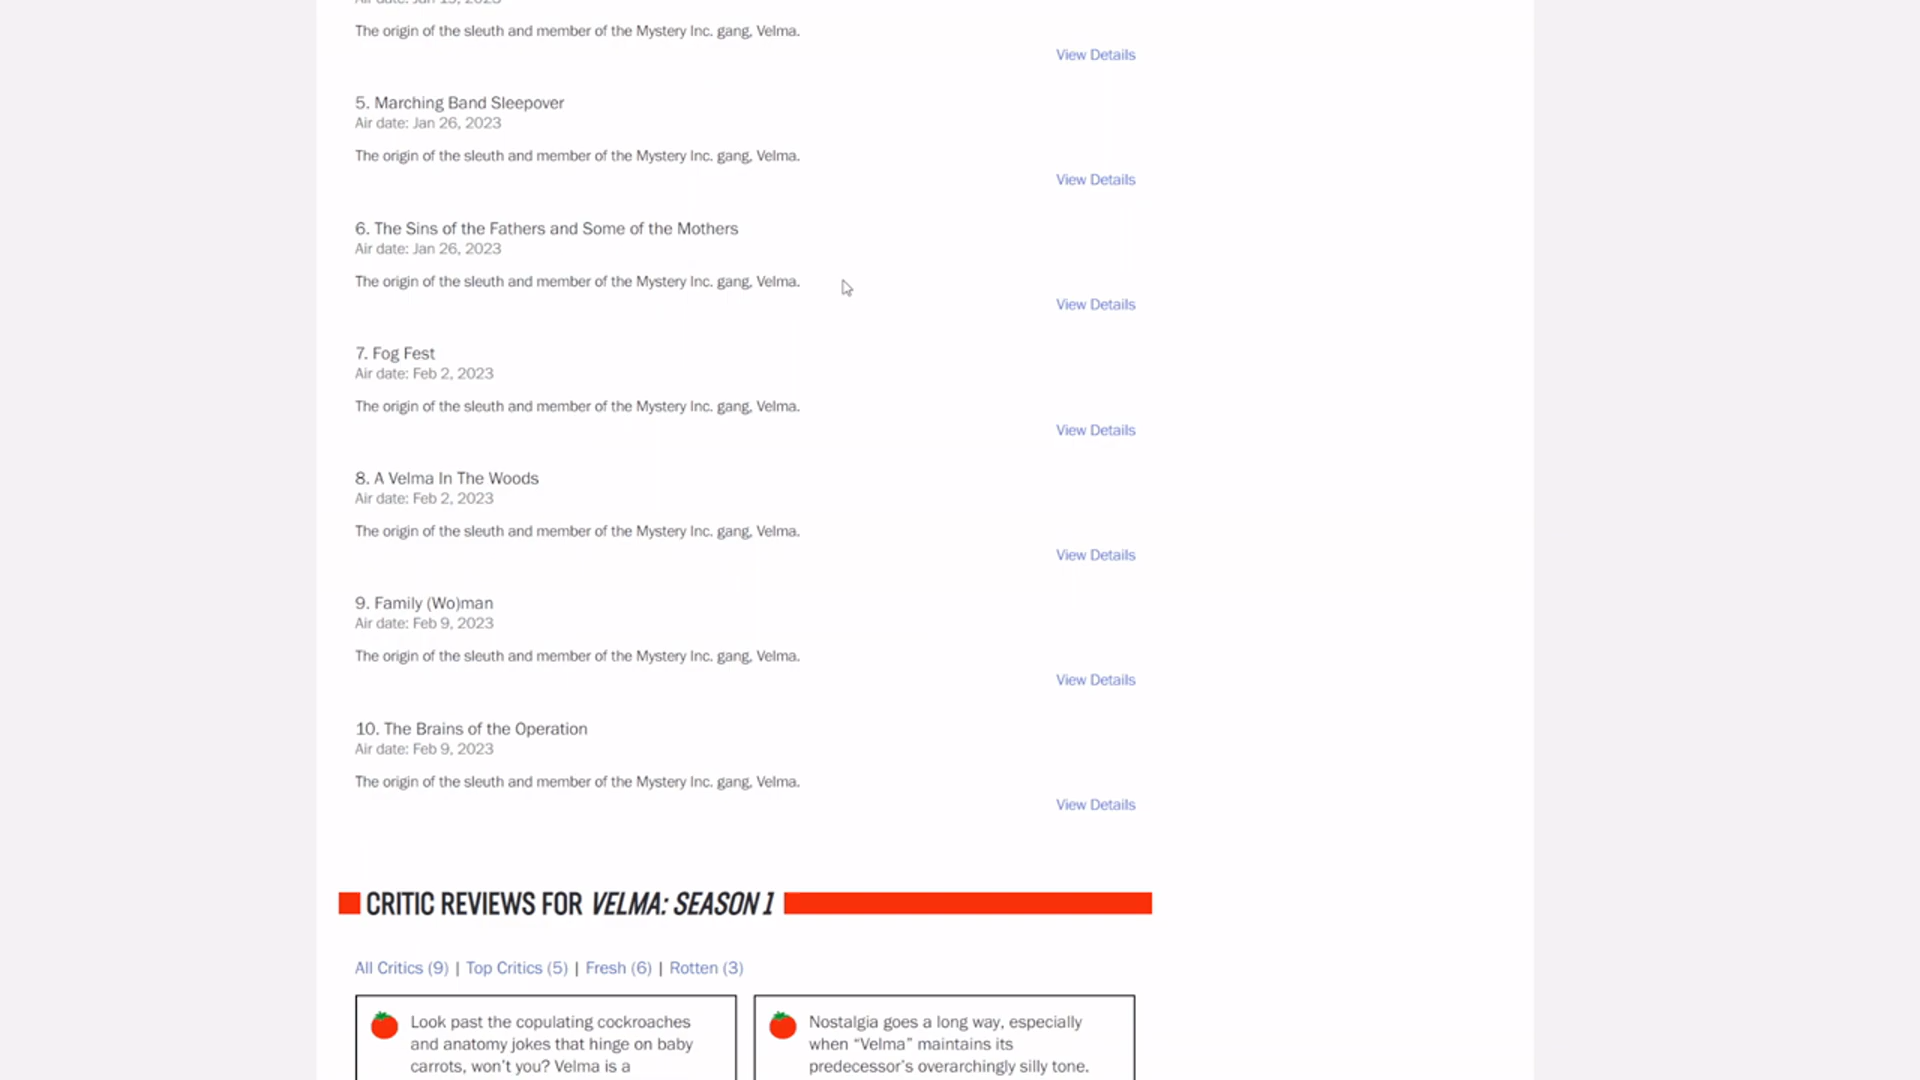 The origin of the sleuth and member of the Mystery Inc. gang, Velma.
View Details
5. Marching Band Sleepover
Air date: Jan 26, 2023
The origin of the sleuth and member of the Mystery Inc. gang, Velma.
View Details
6. The Sins of the Fathers and Some of the Mothers
Air date: Jan 26, 2023
The origin of the sleuth and member of the Mystery Inc. gang, Velma.
View Details
7. Fog Fest
Air date: Feb 2, 2023
The origin of the sleuth and member of the Mystery Inc. gang, Velma.
View Details
8. A Velma In The Woods
Air date: Feb 2, 2023
The origin of the sleuth and member of the Mystery Inc. gang, Velma.
View Details
9. Family (Wo)man
Air date: Feb 9, 2023
The origin of the sleuth and member of the Mystery Inc. gang, Velma.
View Details
10. The Brains of the Operation
Air date: Feb 9, 2023
The origin of the sleuth and member of the Mystery Inc. gang, Velma.
View Details
CRITIC REVIEWS FOR VELMA: SEASON 1
All Critics (9) | Top Critics (5) | Fresh (6) | Rotten (3)
Look past the copulating cockroaches
and anatomy jokes that hinge on baby
carrots, won't you? Velma is a
Nostalgia goes a long way, especially
when “Velma” maintains its
predecessor's overarchingly silly tone.